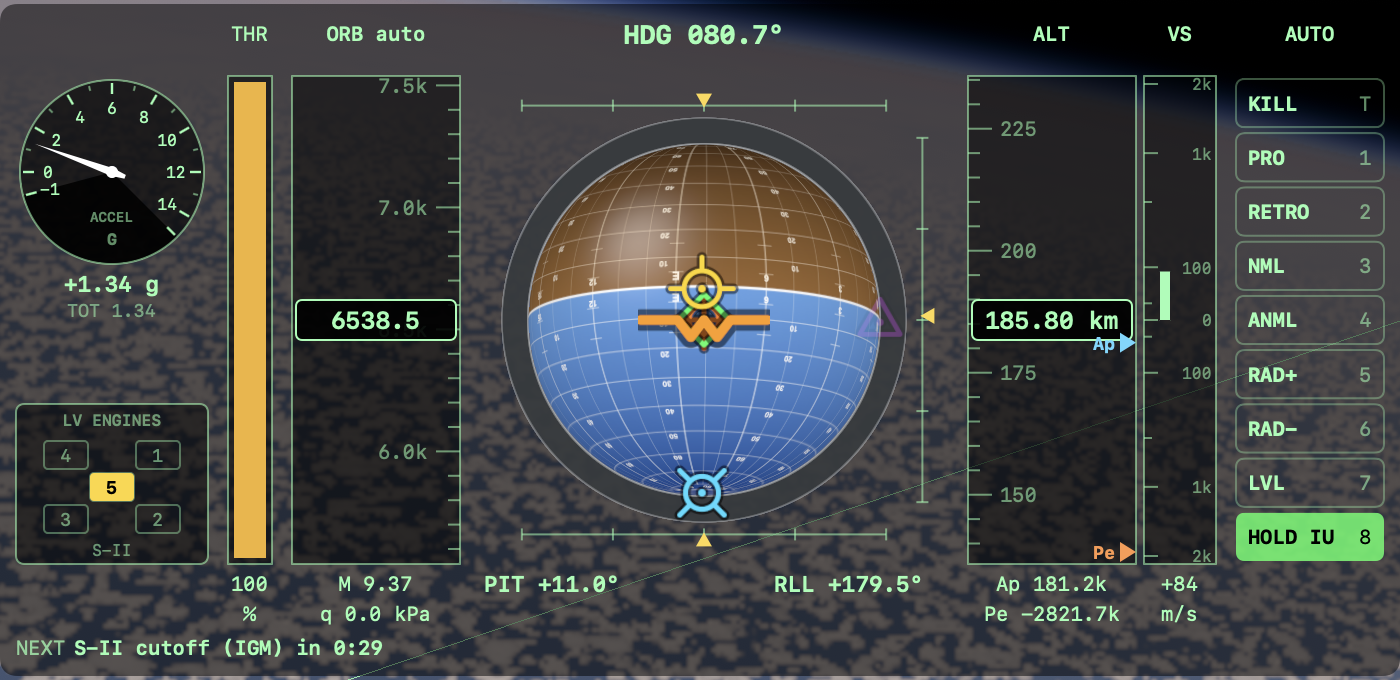 THR ORB auto HDG 080.7° ALT VS AUTO
−1 0 2 4 6 8 10 12 14
ACCEL
G
+1.34 g
TOT 1.34
LV ENGINES
4 1
5
3 2
S−II
100
%
7.5k
7.0k
6538.5
6.0k
M 9.37
q 0.0 kPa
PIT +11.0° RLL +179.5°
225
200
185.80 km
Ap
175
150
Pe
Ap 181.2k
Pe −2821.7k
2k
1k
100
0
100
1k
2k
+84
m/s
KILL T
PRO 1
RETRO 2
NML 3
ANML 4
RAD+ 5
RAD− 6
LVL 7
HOLD IU 8
NEXT S−II cutoff (IGM) in 0:29